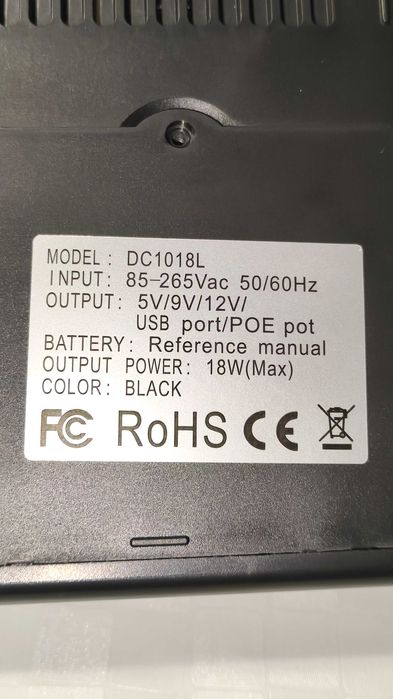 MODEL: DC1018L
INPUT: 85-265Vac 50/60Hz
OUTPUT: 5V/9V/12V/
USB port/POE pot
BATTERY: Reference manual
OUTPUT POWER: 18W(Max)
COLOR: BLACK
FC RoHS CE